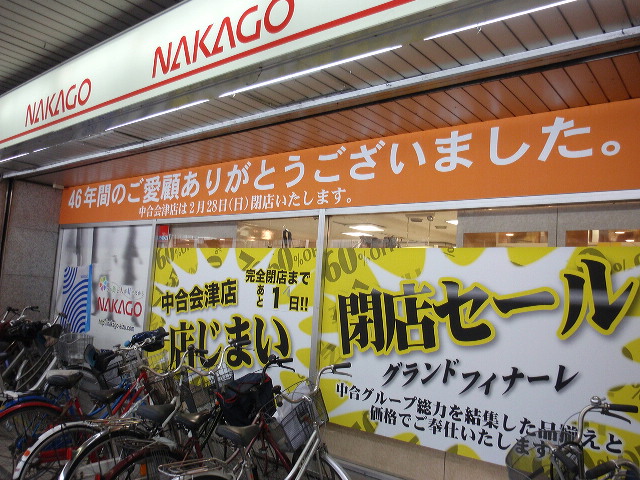 NAKAGO
NAKAGO
46年間のご愛顧ありがとうございました。
中合会津店は2月28日(日)閉店いたします。
60%OFF
NAKAGO
中合会津店
完全閉店まで
あと1日!!
店じまい
閉店セール
グランドフィナーレ
中合グループ総力を結集した品揃えと
価格でご奉仕いたします